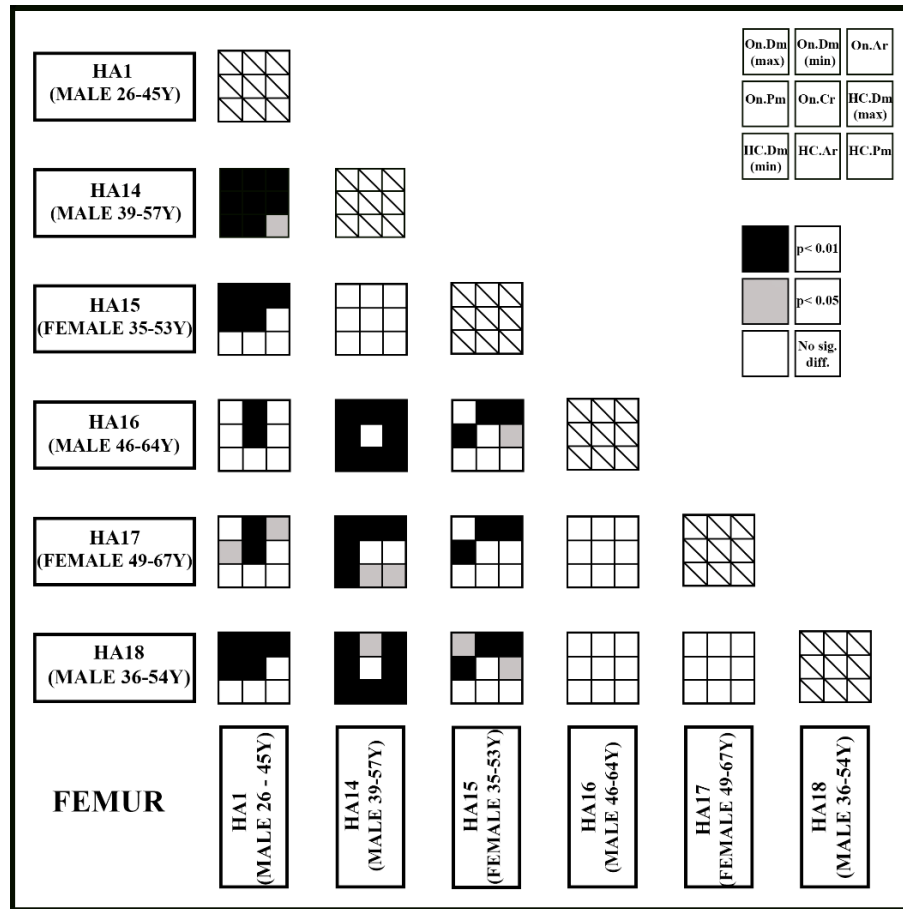 HA1
(MALE 26-45Y)
HA14
(MALE 39-57Y)
HA15
(FEMALE 35-53Y)
HA16
(MALE 46-64Y)
HA17
(FEMALE 49-67Y)
HA18
(MALE 36-54Y)
On.Dm
(max)
On.Dm
(min)
On.Ar
On.Pm
On.Cr
HC.Dm
(max)
HC.Dm
(min)
HC.Ar
HC.Pm
p< 0.01
p< 0.05
No sig.
diff.
FEMUR
HA1
(MALE 26 - 45Y)
HA14
(MALE 39-57Y)
HA15
(FEMALE 35-53Y)
HA16
(MALE 46-64Y)
HA17
(FEMALE 49-67Y)
HA18
(MALE 36-54Y)